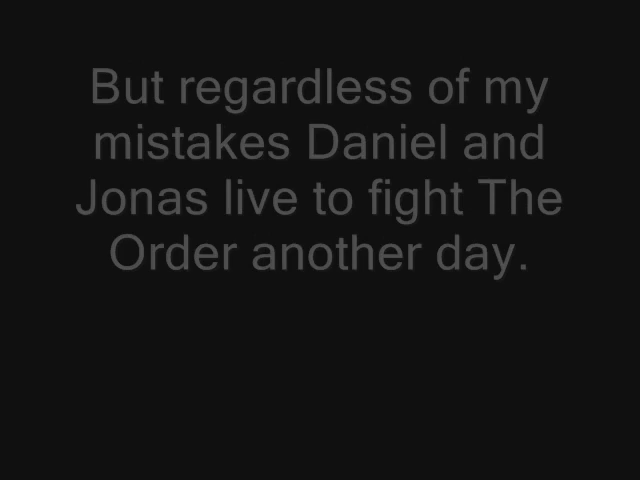 But regardless of my
mistakes Daniel and
Jonas live to fight The
Order another day.